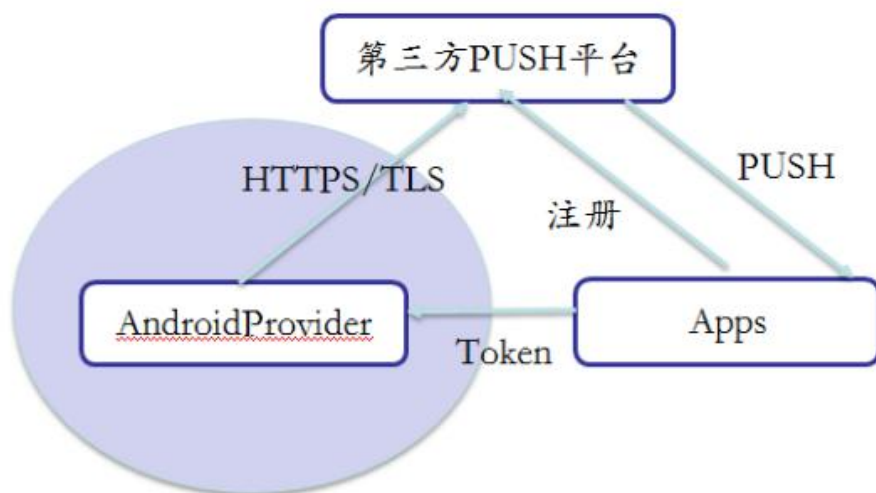 第三方PUSH平台
HTTPS/TLS
PUSH
注册
AndroidProvider
Apps
Token